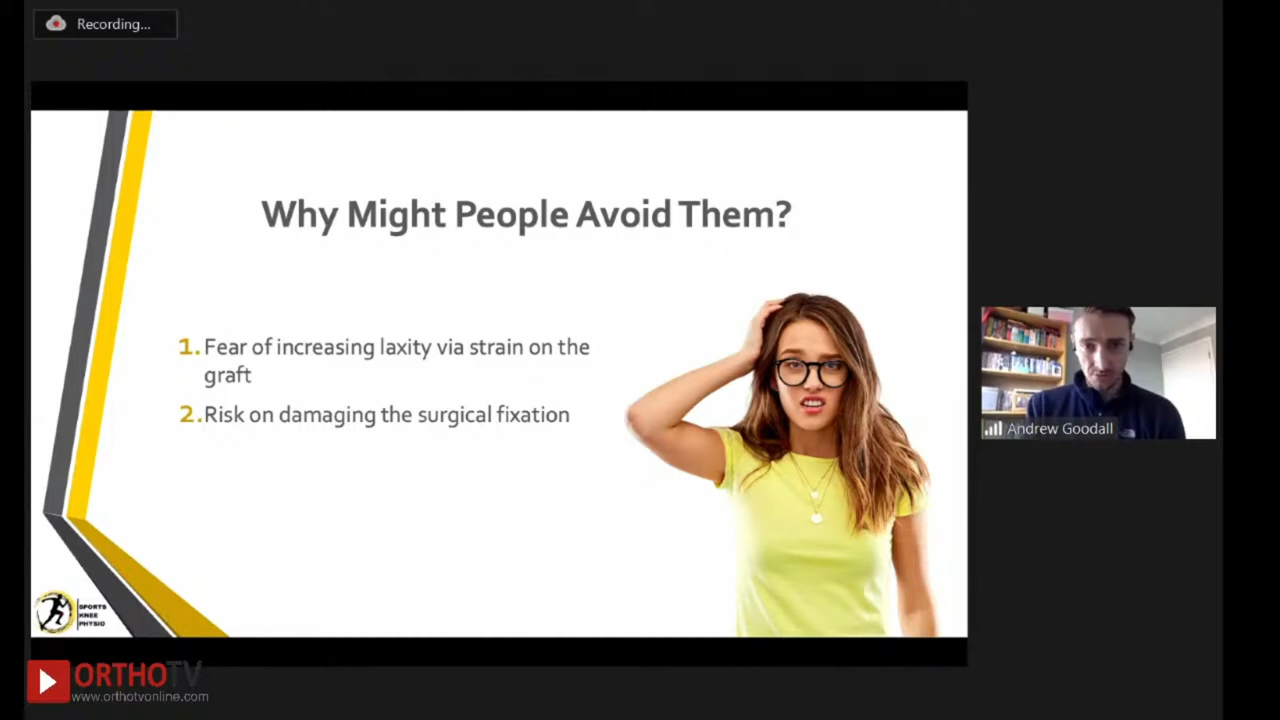 Recording...
Why Might People Avoid Them?
1. Fear of increasing laxity via strain on the
graft
2. Risk on damaging the surgical fixation
Andrew Goodall
SPORTS
KNEE
PHYSIO
ORTHOTV
www.orthotvonline.com